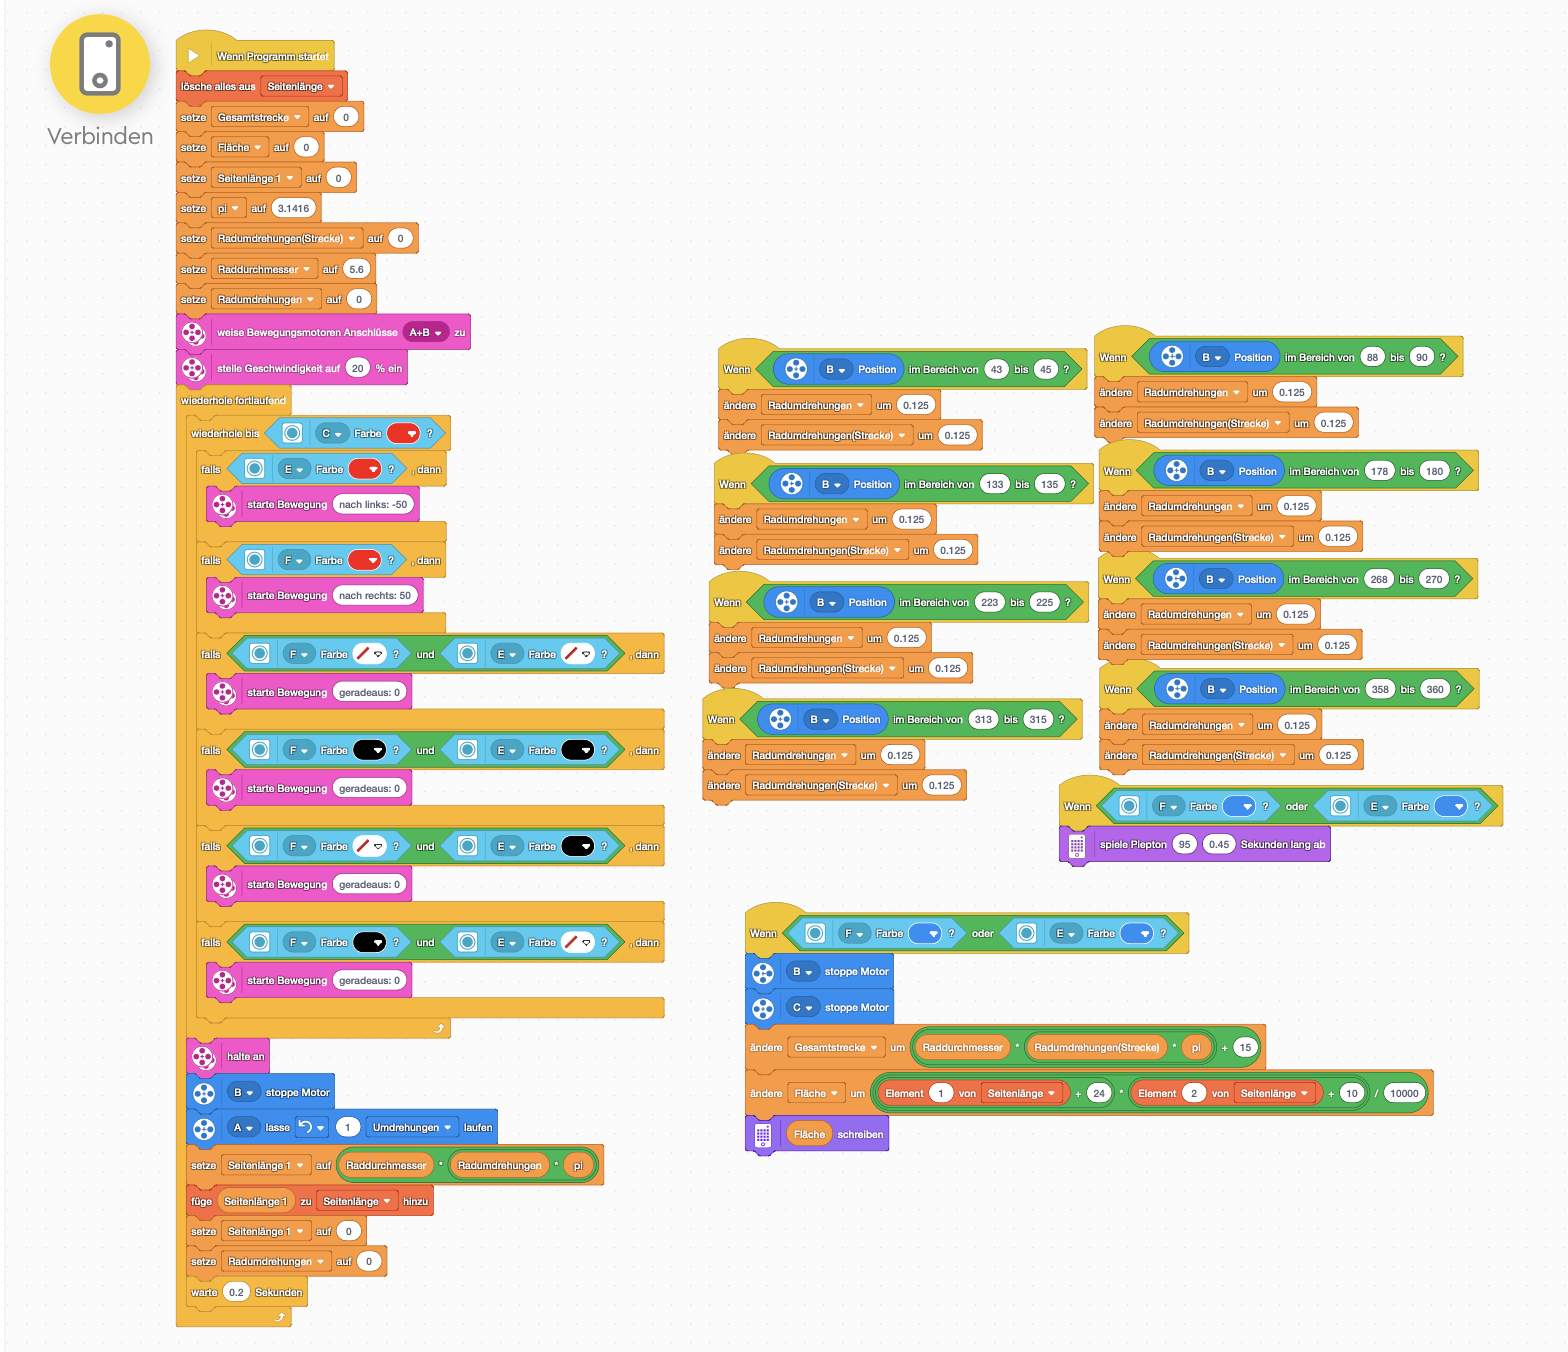 Verbinden
Wenn Programm startet
lösche alles aus Seitenlänge
setze Gesamtstrecke auf 0
setze Fläche auf 0
setze Seitenlänge 1 auf 0
setze pi auf 3.1416
setze Radumdrehungen(Strecke) auf 0
setze Raddurchmesser auf 5.6
setze Radumdrehungen auf 0
weise Bewegungsmotoren Anschlüsse A+B zu
stelle Geschwindigkeit auf 20 % ein
wiederhole fortlaufend
wiederhole bis C Farbe ?
falls E Farbe ? , dann
starte Bewegung nach links: -50
falls F Farbe ? , dann
starte Bewegung nach rechts: 50
falls F Farbe ? und E Farbe ? , dann
starte Bewegung geradeaus: 0
falls F Farbe ? und E Farbe ? , dann
starte Bewegung geradeaus: 0
falls F Farbe ? und E Farbe ? , dann
starte Bewegung geradeaus: 0
falls F Farbe ? und E Farbe ? , dann
starte Bewegung geradeaus: 0
halte an
B stoppe Motor
A lasse 1 Umdrehungen laufen
setze Seitenlänge 1 auf Raddurchmesser * Radumdrehungen * pi
füge Seitenlänge 1 zu Seitenlänge hinzu
setze Seitenlänge 1 auf 0
setze Radumdrehungen auf 0
warte 0.2 Sekunden
Wenn B Position im Bereich von 43 bis 45 ?
ändere Radumdrehungen um 0.125
ändere Radumdrehungen(Strecke) um 0.125
Wenn B Position im Bereich von 133 bis 135 ?
ändere Radumdrehungen um 0.125
ändere Radumdrehungen(Strecke) um 0.125
Wenn B Position im Bereich von 223 bis 225 ?
ändere Radumdrehungen um 0.125
ändere Radumdrehungen(Strecke) um 0.125
Wenn B Position im Bereich von 313 bis 315 ?
ändere Radumdrehungen um 0.125
ändere Radumdrehungen(Strecke) um 0.125
Wenn B Position im Bereich von 88 bis 90 ?
ändere Radumdrehungen um 0.125
ändere Radumdrehungen(Strecke) um 0.125
Wenn B Position im Bereich von 178 bis 180 ?
ändere Radumdrehungen um 0.125
ändere Radumdrehungen(Strecke) um 0.125
Wenn B Position im Bereich von 268 bis 270 ?
ändere Radumdrehungen um 0.125
ändere Radumdrehungen(Strecke) um 0.125
Wenn B Position im Bereich von 358 bis 360 ?
ändere Radumdrehungen um 0.125
ändere Radumdrehungen(Strecke) um 0.125
Wenn F Farbe ? oder E Farbe ?
spiele Piepton 95 0.45 Sekunden lang ab
Wenn F Farbe ? oder E Farbe ?
B stoppe Motor
C stoppe Motor
ändere Gesamtstrecke um Raddurchmesser * Radumdrehungen(Strecke) * pi + 15
ändere Fläche um Element 1 von Seitenlänge + 24 * Element 2 von Seitenlänge + 10 / 10000
Fläche schreiben